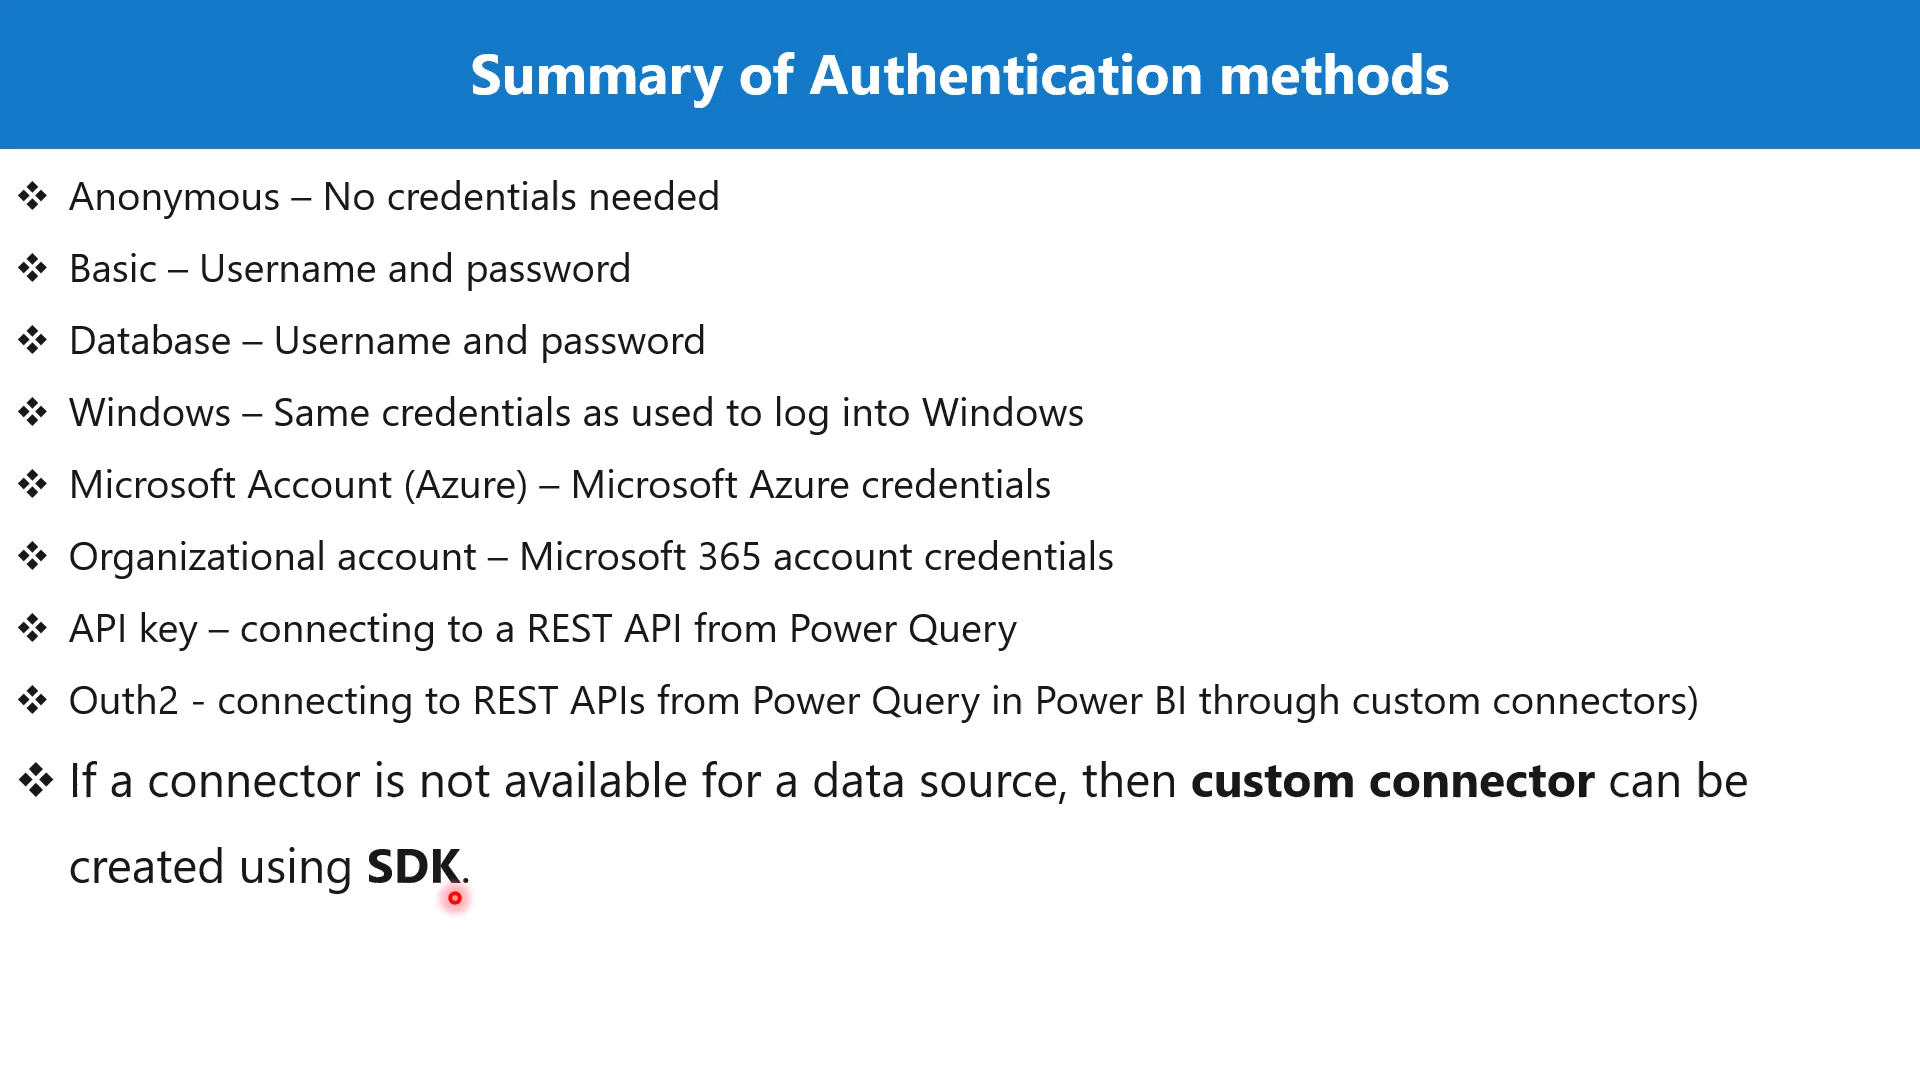 Summary of Authentication methods
❖ Anonymous – No credentials needed
❖ Basic – Username and password
❖ Database – Username and password
❖ Windows – Same credentials as used to log into Windows
❖ Microsoft Account (Azure) – Microsoft Azure credentials
❖ Organizational account – Microsoft 365 account credentials
❖ API key – connecting to a REST API from Power Query
❖ Outh2 - connecting to REST APIs from Power Query in Power BI through custom connectors)
❖ If a connector is not available for a data source, then custom connector can be
created using SDK.